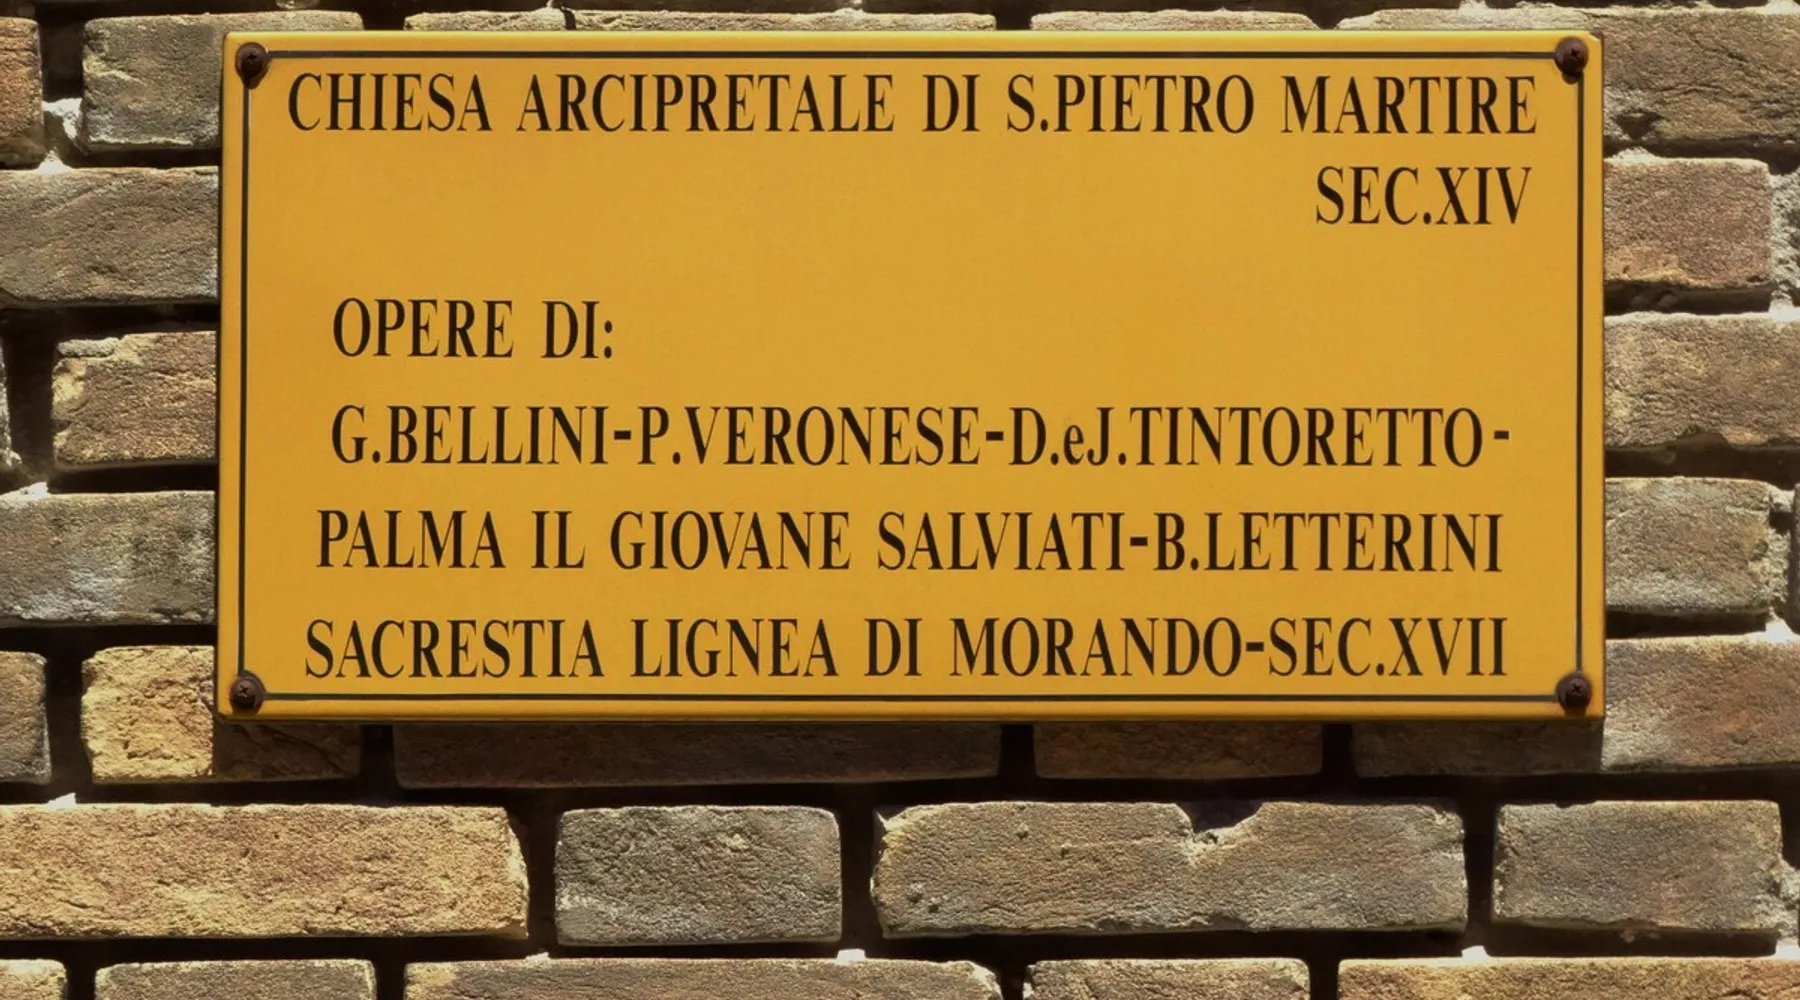 CHIESA ARCIPRETALE DI S.PIETRO MARTIRE
SEC.XIV
OPERE DI:
G.BELLINI-P.VERONESE-D.eJ.TINTORETTO-
PALMA IL GIOVANE SALVIATI-B.LETTERINI
SACRESTIA LIGNEA DI MORANDO-SEC.XVII